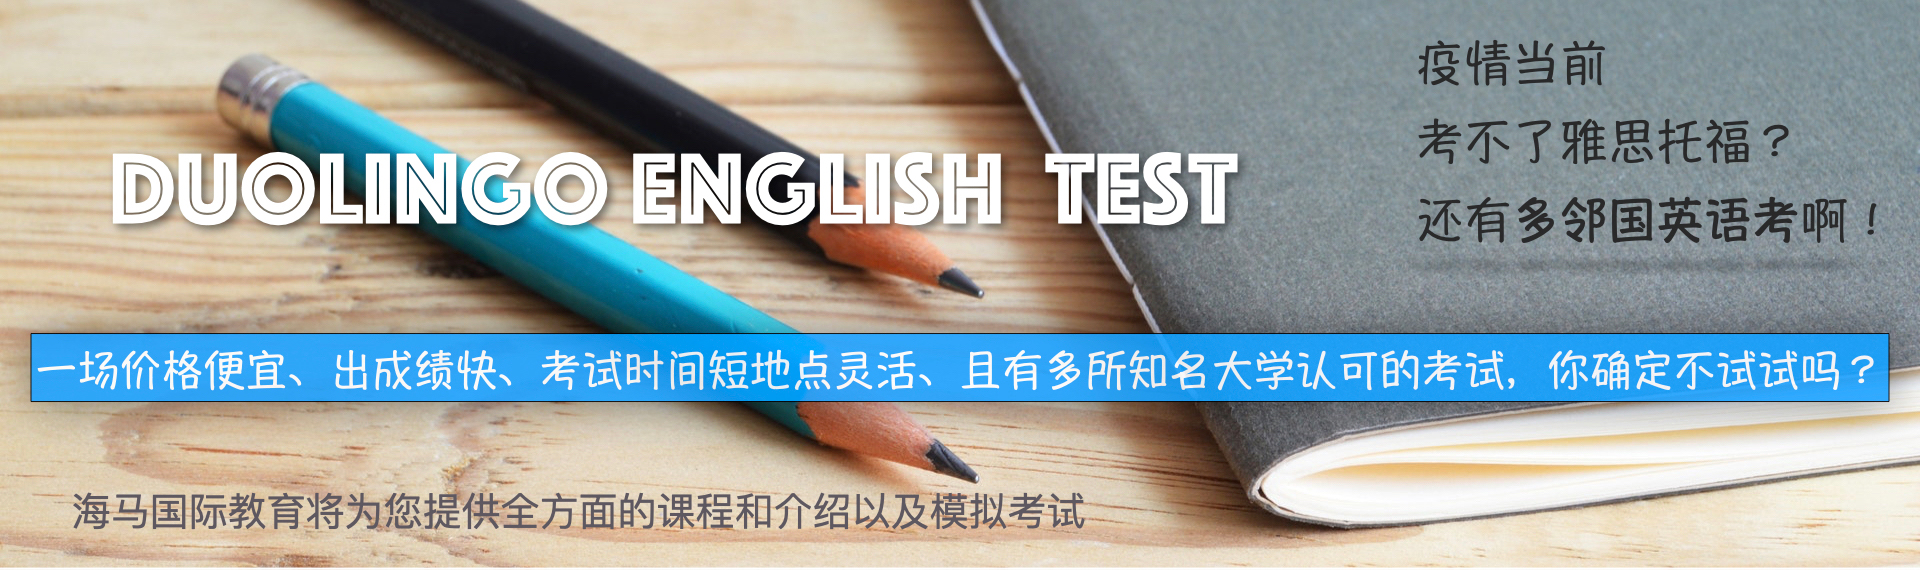 DUOLINGO ENGLISH TEST
疫情当前
考不了雅思托福？
还有多邻国英语考啊！
一场价格便宜、出成绩快、考试时间短地点灵活、且有多所知名大学认可的考试，你确定不试试吗？
海马国际教育将为您提供全方面的课程和介绍以及模拟考试